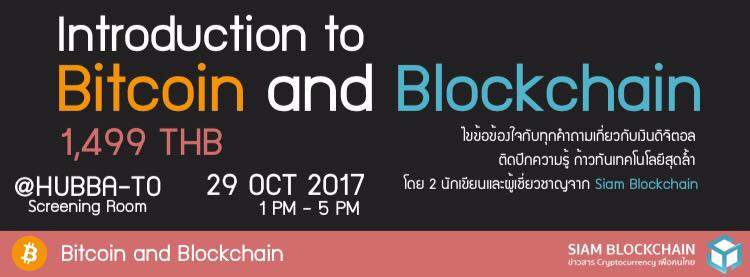 Introduction to
Bitcoin and Blockchain
1,499 THB
ไขข้อข้องใจกับทุกคำถามเกี่ยวกับเงินดิจิตอล
ติดปีกความรู้ ก้าวทันเทคโนโลยีสุดล้ำ
โดย 2 นักเขียนและผู้เชี่ยวชาญจาก Siam Blockchain
@HUBBA-TO
Screening Room
29 OCT 2017
1 PM – 5 PM
Bitcoin and Blockchain
SIAM BLOCKCHAIN
ข่าวสาร Cryptocurrency เพื่อคนไทย